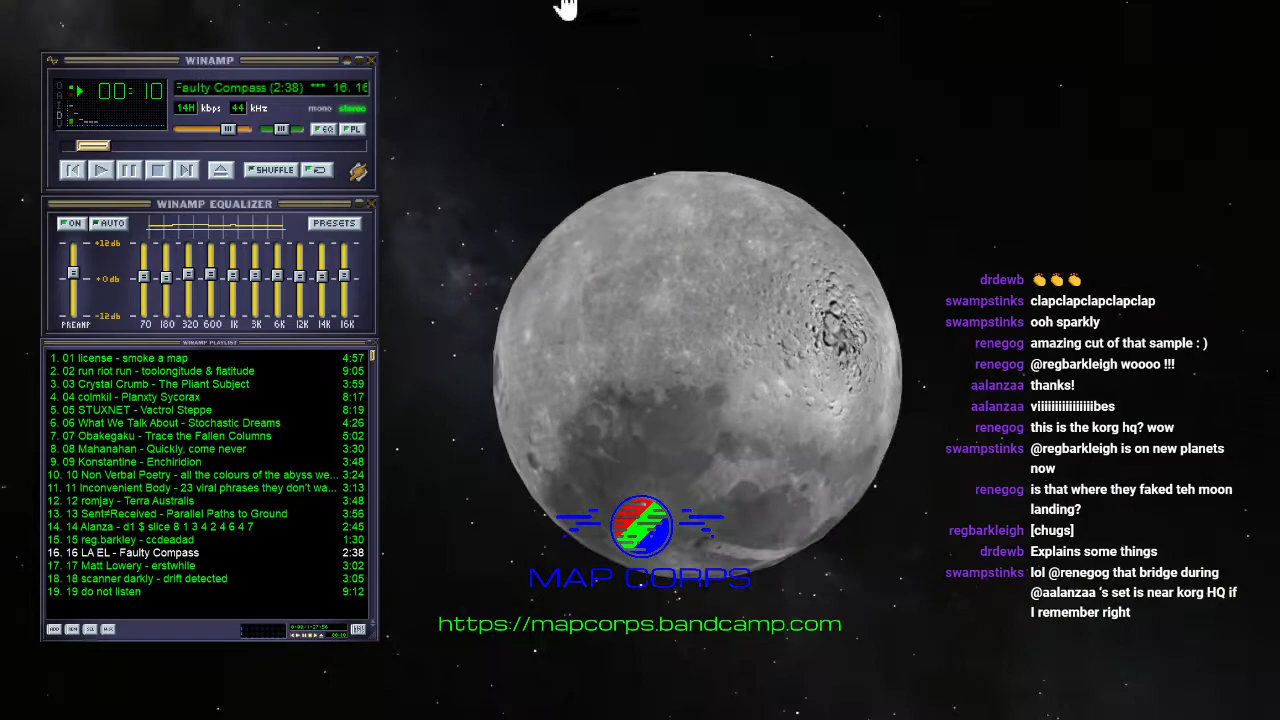 WINAMP
00:10
Faulty Compass (2:38) *** 16. 16
14H kbps 44 kHz mono stereo
EQ PL
SHUFFLE
WINAMP EQUALIZER
ON AUTO PRESETS
+12db
+0db
-12db
PREAMP 70 180 320 600 1K 3K 6K 12K 14K 16K
WINAMP PLAYLIST
1. 01 license - smoke a map 4:57
2. 02 run riot run - toolongitude & flatitude 9:05
3. 03 Crystal Crumb - The Pliant Subject 3:59
4. 04 colmkil - Planxty Sycorax 8:17
5. 05 STUXNET - Vactrol Steppe 8:19
6. 06 What We Talk About - Stochastic Dreams 4:26
7. 07 Obakegaku - Trace the Fallen Columns 5:02
8. 08 Mahanahan - Quickly, come never 3:30
9. 09 Konstantine - Enchiridion 3:48
10. 10 Non Verbal Poetry - all the colours of the abyss we... 3:24
11. 11 Inconvenient Body - 23 viral phrases they don't wa... 3:13
12. 12 romjay - Terra Australis 3:48
13. 13 Sent≠Received - Parallel Paths to Ground 3:56
14. 14 Alanza - d1 $ slice 8 1 3 4 2 4 6 4 7 2:45
15. 15 reg.barkley - ccdeadad 1:30
16. 16 LA EL - Faulty Compass 2:38
17. 17 Matt Lowery - erstwhile 3:02
18. 18 scanner darkly - drift detected 3:05
19. 19 do not listen 9:12
MAP CORPS
https://mapcorps.bandcamp.com
drdewb 👏 👏 👏
swampstinks clapclapclapclapclap
swampstinks ooh sparkly
renegog amazing cut of that sample : )
renegog @regbarkleigh woooo !!!
aalanzaa thanks!
aalanzaa viiiiiiiiiiiiiiiibes
renegog this is the korg hq? wow
swampstinks @regbarkleigh is on new planets
now
renegog is that where they faked teh moon
landing?
regbarkleigh [chugs]
drdewb Explains some things
swampstinks lol @renegog that bridge during
@aalanzaa 's set is near korg HQ if
I remember right